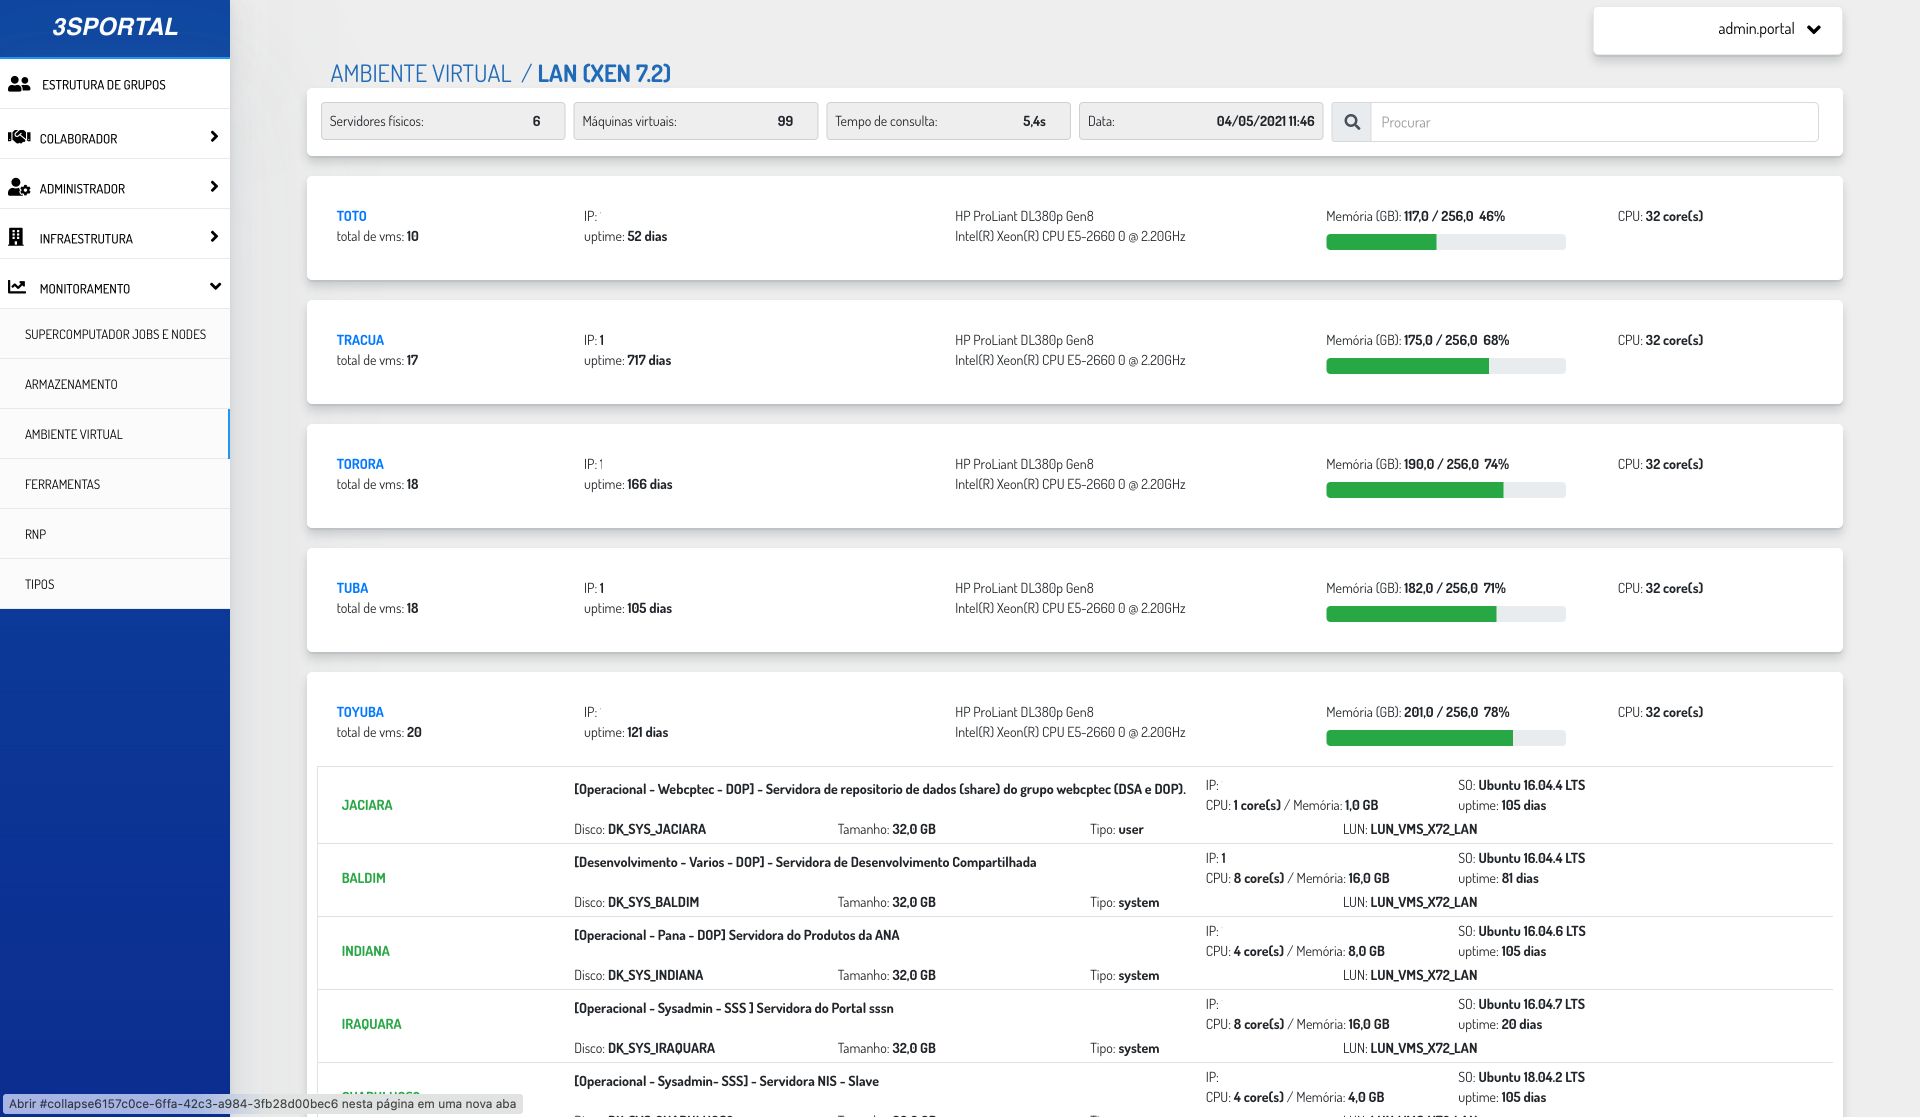 3SPORTAL
admin.portal
ESTRUTURA DE GRUPOS
COLABORADOR
ADMINISTRADOR
INFRAESTRUTURA
MONITORAMENTO
SUPERCOMPUTADOR JOBS E NODES
ARMAZENAMENTO
AMBIENTE VIRTUAL
FERRAMENTAS
RNP
TIPOS
AMBIENTE VIRTUAL / LAN (XEN 7.2)
Servidores físicos: 6 Máquinas virtuais: 99 Tempo de consulta: 5,4s Data: 04/05/2021 11:46 Procurar
TOTO IP: HP ProLiant DL380p Gen8 Memória (GB): 117,0 / 256,0 46% CPU: 32 core(s)
total de vms: 10 uptime: 52 dias Intel(R) Xeon(R) CPU E5-2660 0 @ 2.20GHz
TRACUA IP: 1 HP ProLiant DL380p Gen8 Memória (GB): 175,0 / 256,0 68% CPU: 32 core(s)
total de vms: 17 uptime: 717 dias Intel(R) Xeon(R) CPU E5-2660 0 @ 2.20GHz
TORORA IP: 1 HP ProLiant DL380p Gen8 Memória (GB): 190,0 / 256,0 74% CPU: 32 core(s)
total de vms: 18 uptime: 166 dias Intel(R) Xeon(R) CPU E5-2660 0 @ 2.20GHz
TUBA IP: 1 HP ProLiant DL380p Gen8 Memória (GB): 182,0 / 256,0 71% CPU: 32 core(s)
total de vms: 18 uptime: 105 dias Intel(R) Xeon(R) CPU E5-2660 0 @ 2.20GHz
TOYUBA IP: HP ProLiant DL380p Gen8 Memória (GB): 201,0 / 256,0 78% CPU: 32 core(s)
total de vms: 20 uptime: 121 dias Intel(R) Xeon(R) CPU E5-2660 0 @ 2.20GHz
[Operacional - Webcptec - DOP] - Servidora de repositorio de dados (share) do grupo webcptec (DSA e DOP). IP: SO: Ubuntu 16.04.4 LTS
JACIARA CPU: 1 core(s) / Memória: 1,0 GB uptime: 105 dias
Disco: DK_SYS_JACIARA Tamanho: 32,0 GB Tipo: user LUN: LUN_VMS_X72_LAN
[Desenvolvimento - Varios - DOP] - Servidora de Desenvolvimento Compartilhada IP: 1 SO: Ubuntu 16.04.4 LTS
BALDIM CPU: 8 core(s) / Memória: 16,0 GB uptime: 81 dias
Disco: DK_SYS_BALDIM Tamanho: 32,0 GB Tipo: system LUN: LUN_VMS_X72_LAN
[Operacional - Pana - DOP] Servidora do Produtos da ANA IP: SO: Ubuntu 16.04.6 LTS
INDIANA CPU: 4 core(s) / Memória: 8,0 GB uptime: 105 dias
Disco: DK_SYS_INDIANA Tamanho: 32,0 GB Tipo: system LUN: LUN_VMS_X72_LAN
[Operacional - Sysadmin - SSS ] Servidora do Portal sssn IP: SO: Ubuntu 16.04.7 LTS
IRAQUARA CPU: 8 core(s) / Memória: 16,0 GB uptime: 20 dias
Disco: DK_SYS_IRAQUARA Tamanho: 32,0 GB Tipo: system LUN: LUN_VMS_X72_LAN
[Operacional - Sysadmin- SSS] - Servidora NIS - Slave IP: SO: Ubuntu 18.04.2 LTS
CPU: 4 core(s) / Memória: 4,0 GB uptime: 105 dias
Abrir #collapse6157c0ce-6ffa-42c3-a984-3fb28d00bec6 nesta página em uma nova aba